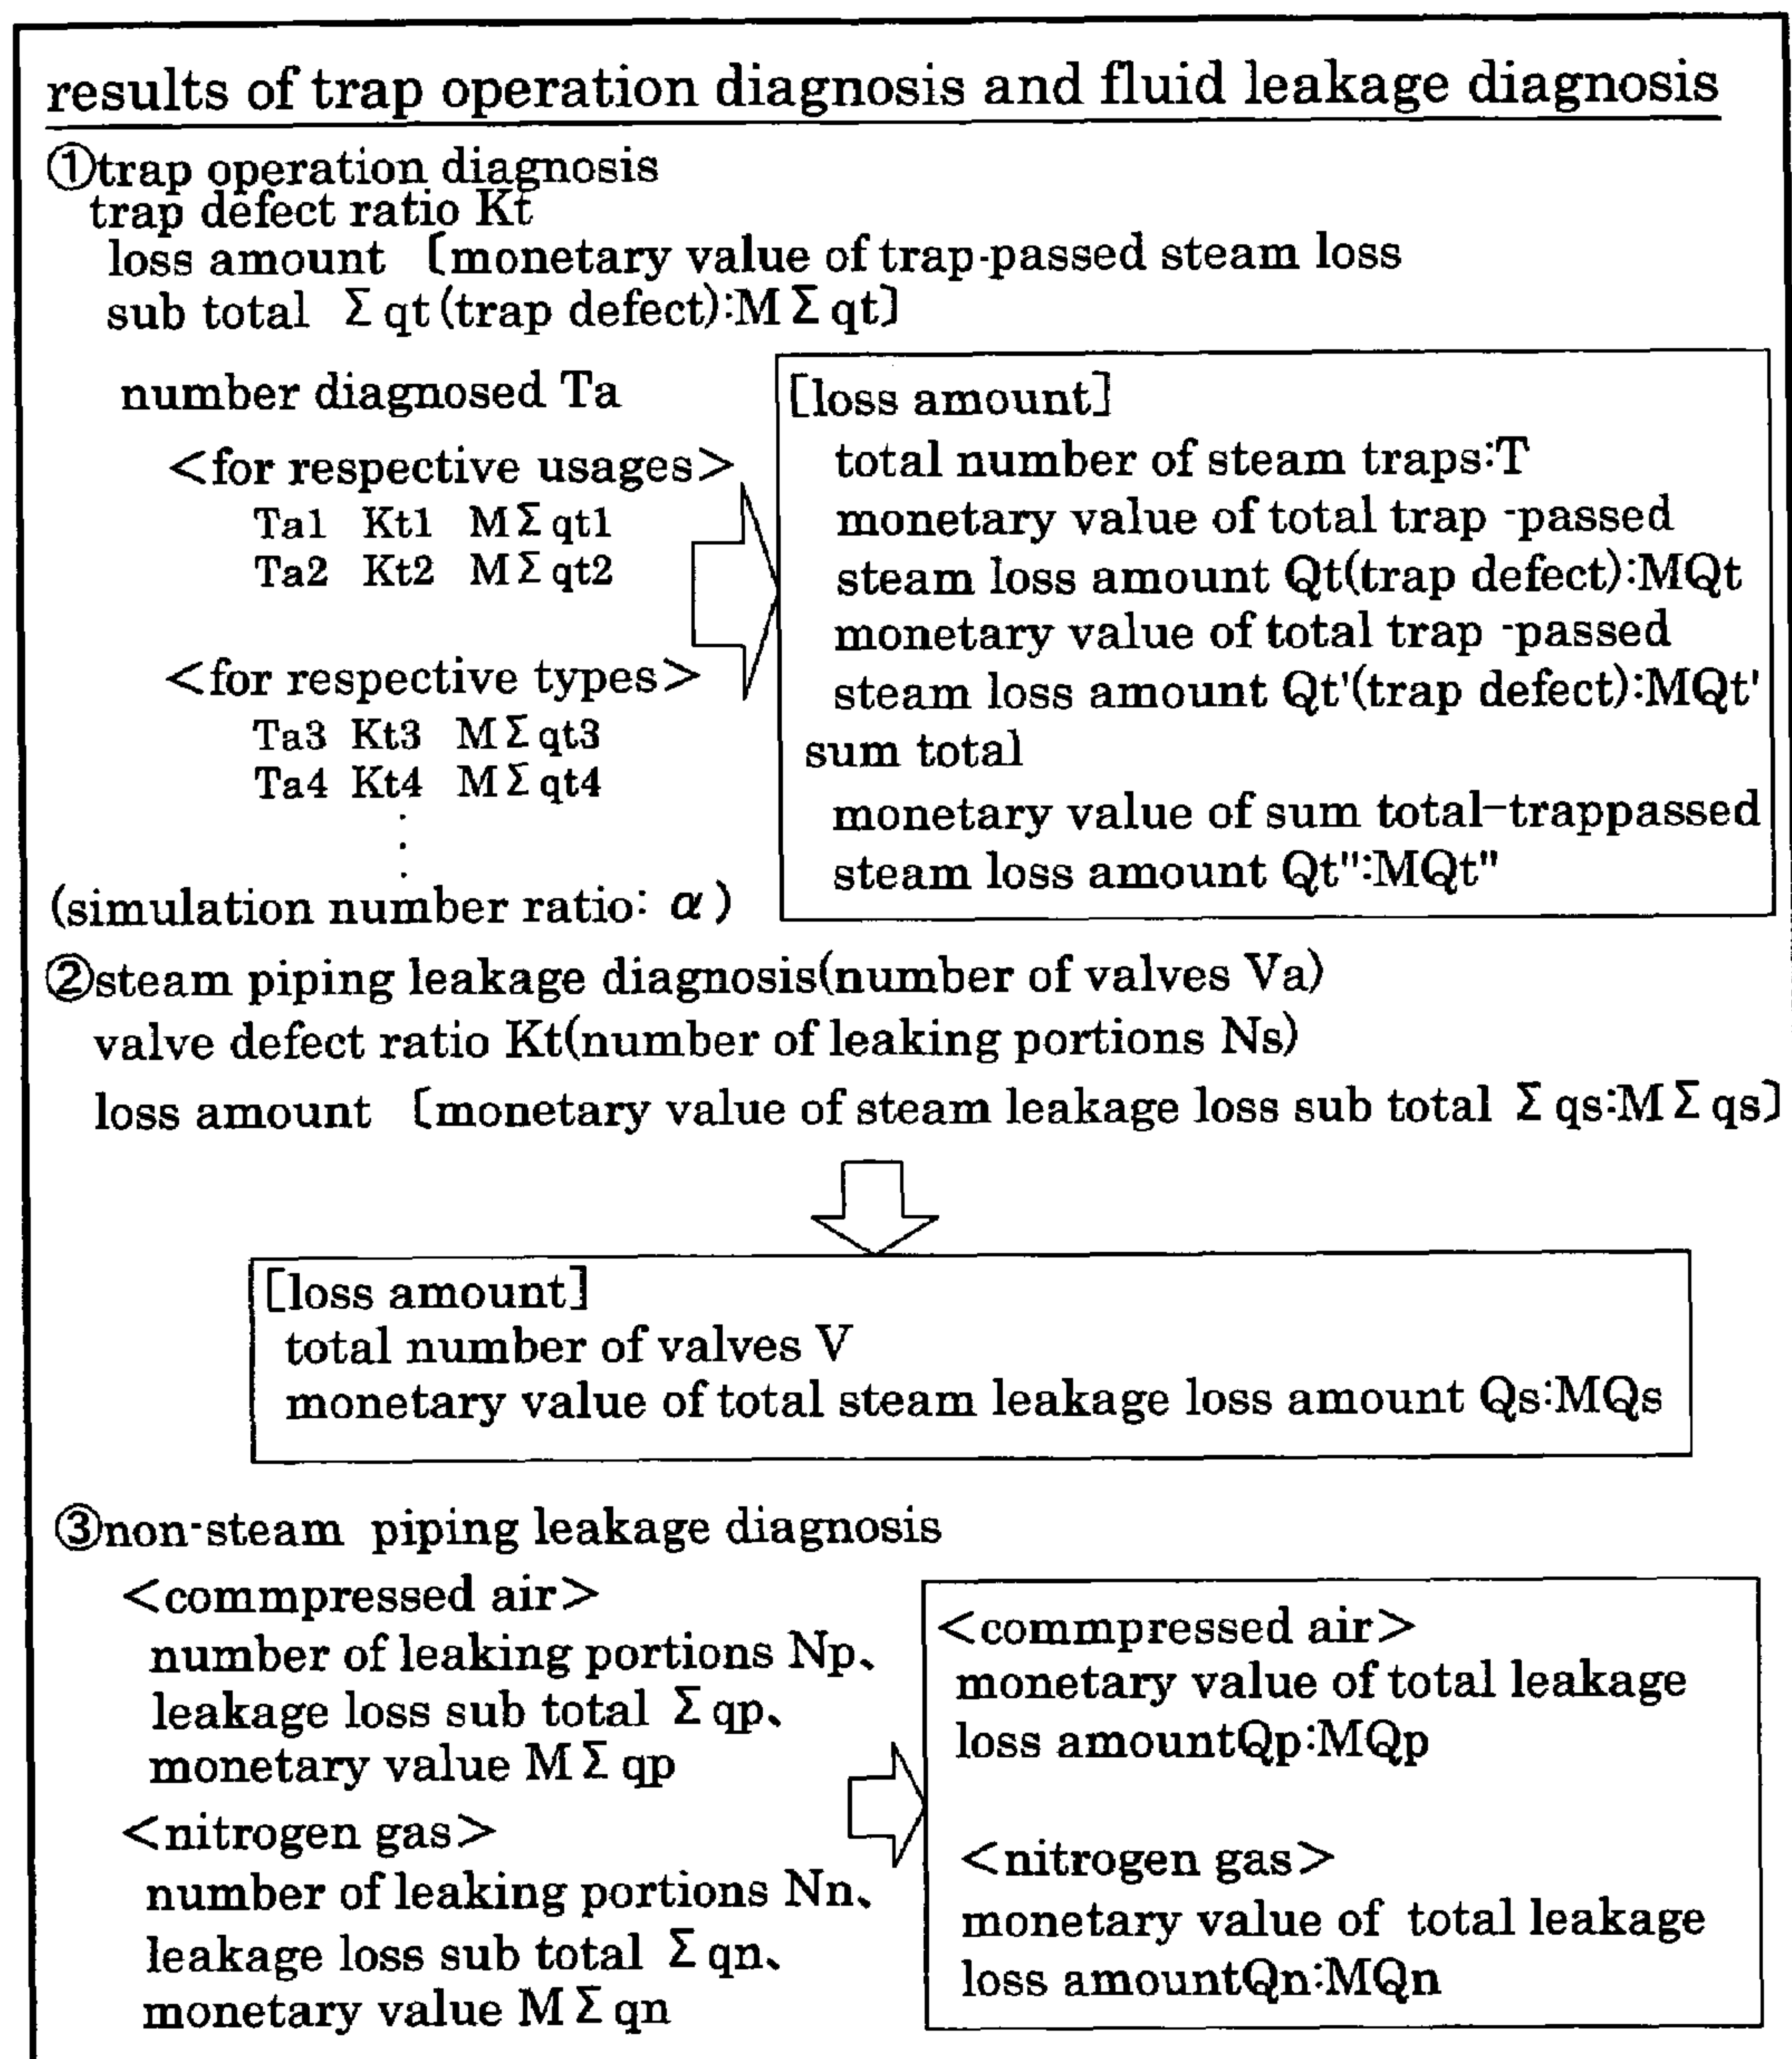 results of trap operation diagnosis and fluid leakage diagnosis
①trap operation diagnosis
trap defect ratio Kt
loss amount 〔monetary value of trap-passed steam loss
sub total Σqt(trap defect):MΣqt〕
number diagnosed Ta
<for respective usages>
Ta1 Kt1 MΣqt1
Ta2 Kt2 MΣqt2
<for respective types>
Ta3 Kt3 MΣqt3
Ta4 Kt4 MΣqt4
⋮
(simulation number ratio: α)
[loss amount]
total number of steam traps:T
monetary value of total trap -passed
steam loss amount Qt(trap defect):MQt
monetary value of total trap -passed
steam loss amount Qt'(trap defect):MQt'
sum total
monetary value of sum total-trappassed
steam loss amount Qt":MQt"
②steam piping leakage diagnosis(number of valves Va)
valve defect ratio Kt(number of leaking portions Ns)
loss amount 〔monetary value of steam leakage loss sub total Σqs:MΣqs〕
[loss amount]
total number of valves V
monetary value of total steam leakage loss amount Qs:MQs
③non-steam piping leakage diagnosis
<commpressed air>
number of leaking portions Np、
leakage loss sub total Σqp、
monetary value MΣqp
<nitrogen gas>
number of leaking portions Nn、
leakage loss sub total Σqn、
monetary value MΣqn
<commpressed air>
monetary value of total leakage
loss amountQp:MQp
<nitrogen gas>
monetary value of total leakage
loss amountQn:MQn